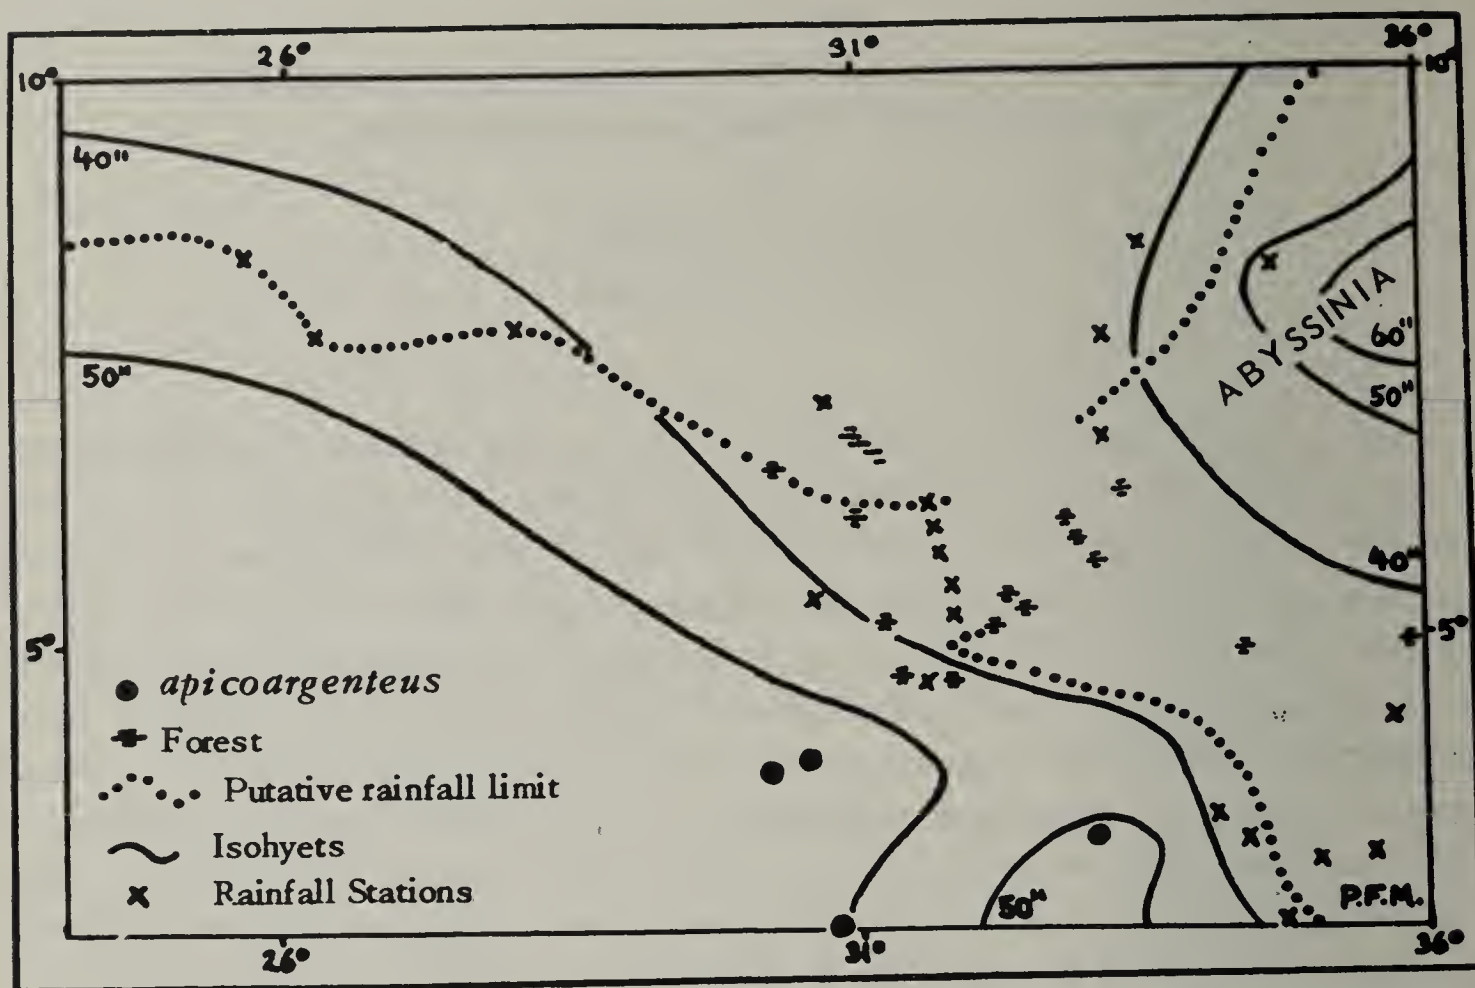 26° 31° 36°
10° 10°
40"
ABYSSINIA
60"
50"
50"
40"
5° 5°
apicoargenteus
Forest
Putative rainfall limit
Isohyets
Rainfall Stations
50"
P.F.M.
26° 31° 36°